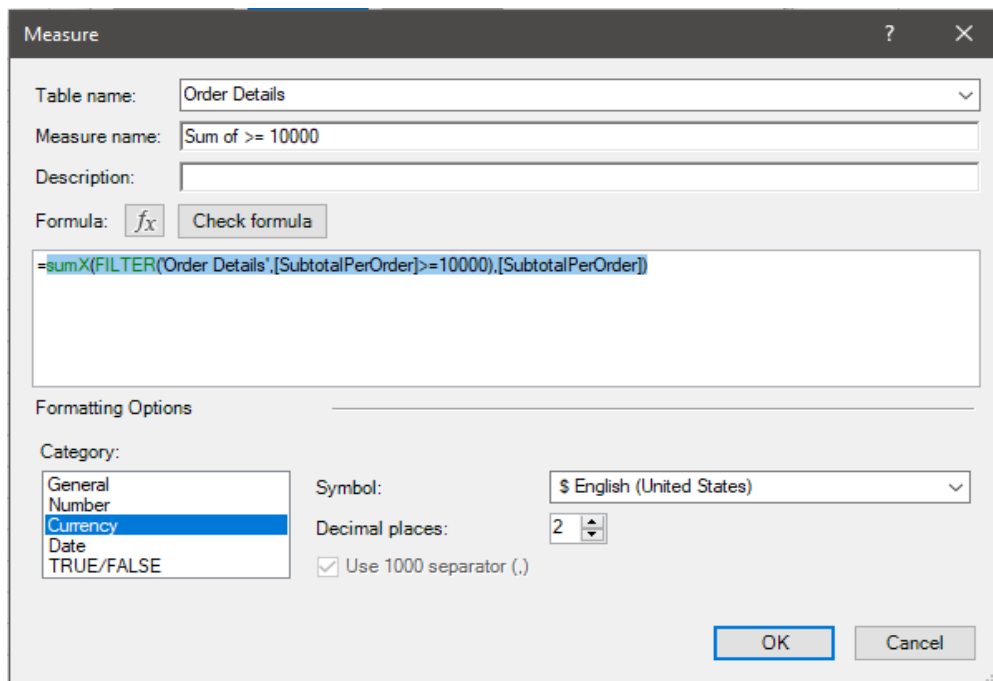 Measure ? ×
Table name: Order Details
Measure name: Sum of >= 10000
Description:
Formula: fx Check formula
=sumX(FILTER('Order Details',[SubtotalPerOrder]>=10000),[SubtotalPerOrder])
Formatting Options
Category:
General
Number
Currency
Date
TRUE/FALSE
Symbol: $ English (United States)
Decimal places: 2
Use 1000 separator (,)
OK Cancel